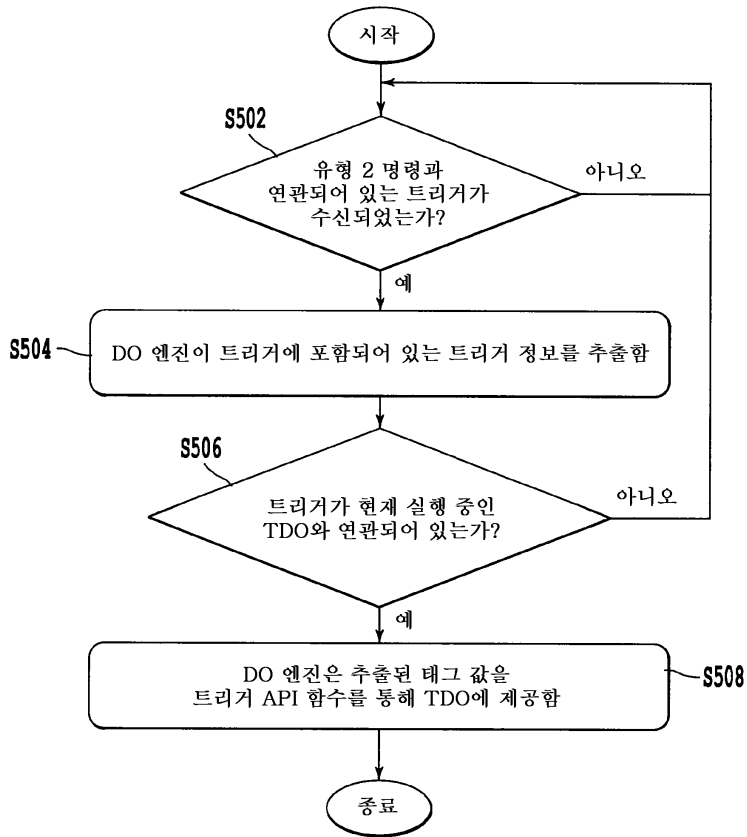 시작
S502
유형 2 명령과
연관되어 있는 트리거가
수신되었는가?
아니오
예
S504
DO 엔진이 트리거에 포함되어 있는 트리거 정보를 추출함
S506
트리거가 현재 실행 중인
TDO와 연관되어 있는가?
아니오
예
DO 엔진은 추출된 태그 값을
트리거 API 함수를 통해 TDO에 제공함
S508
종료